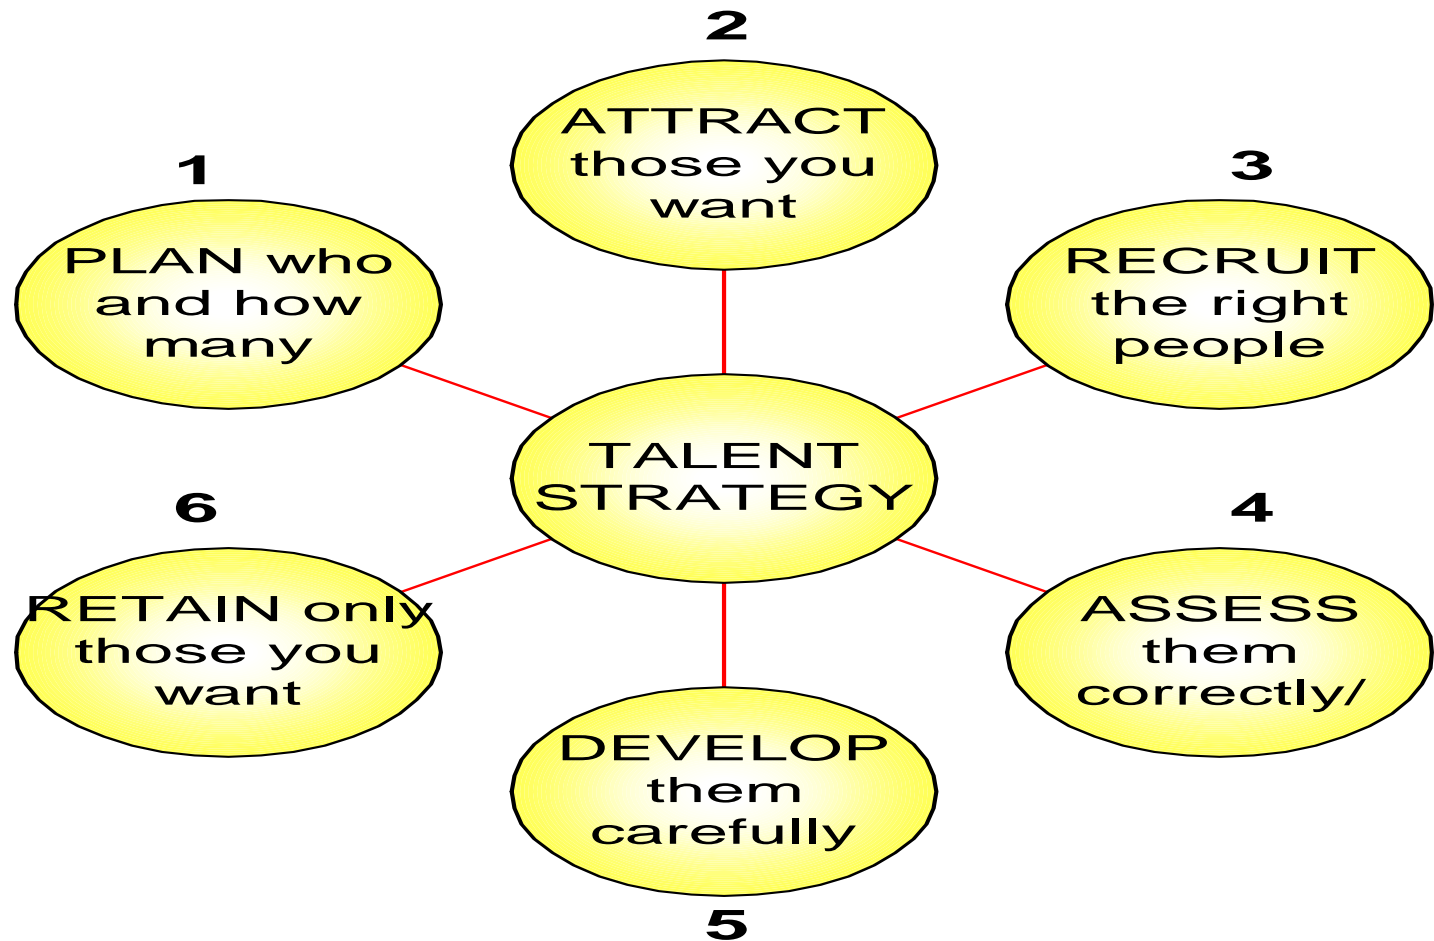 1
PLAN who
and how
many
2
ATTRACT
those you
want
3
RECRUIT
the right
people
TALENT
STRATEGY
4
ASSESS
them
correctly/
5
DEVELOP
them
carefully
6
RETAIN only
those you
want